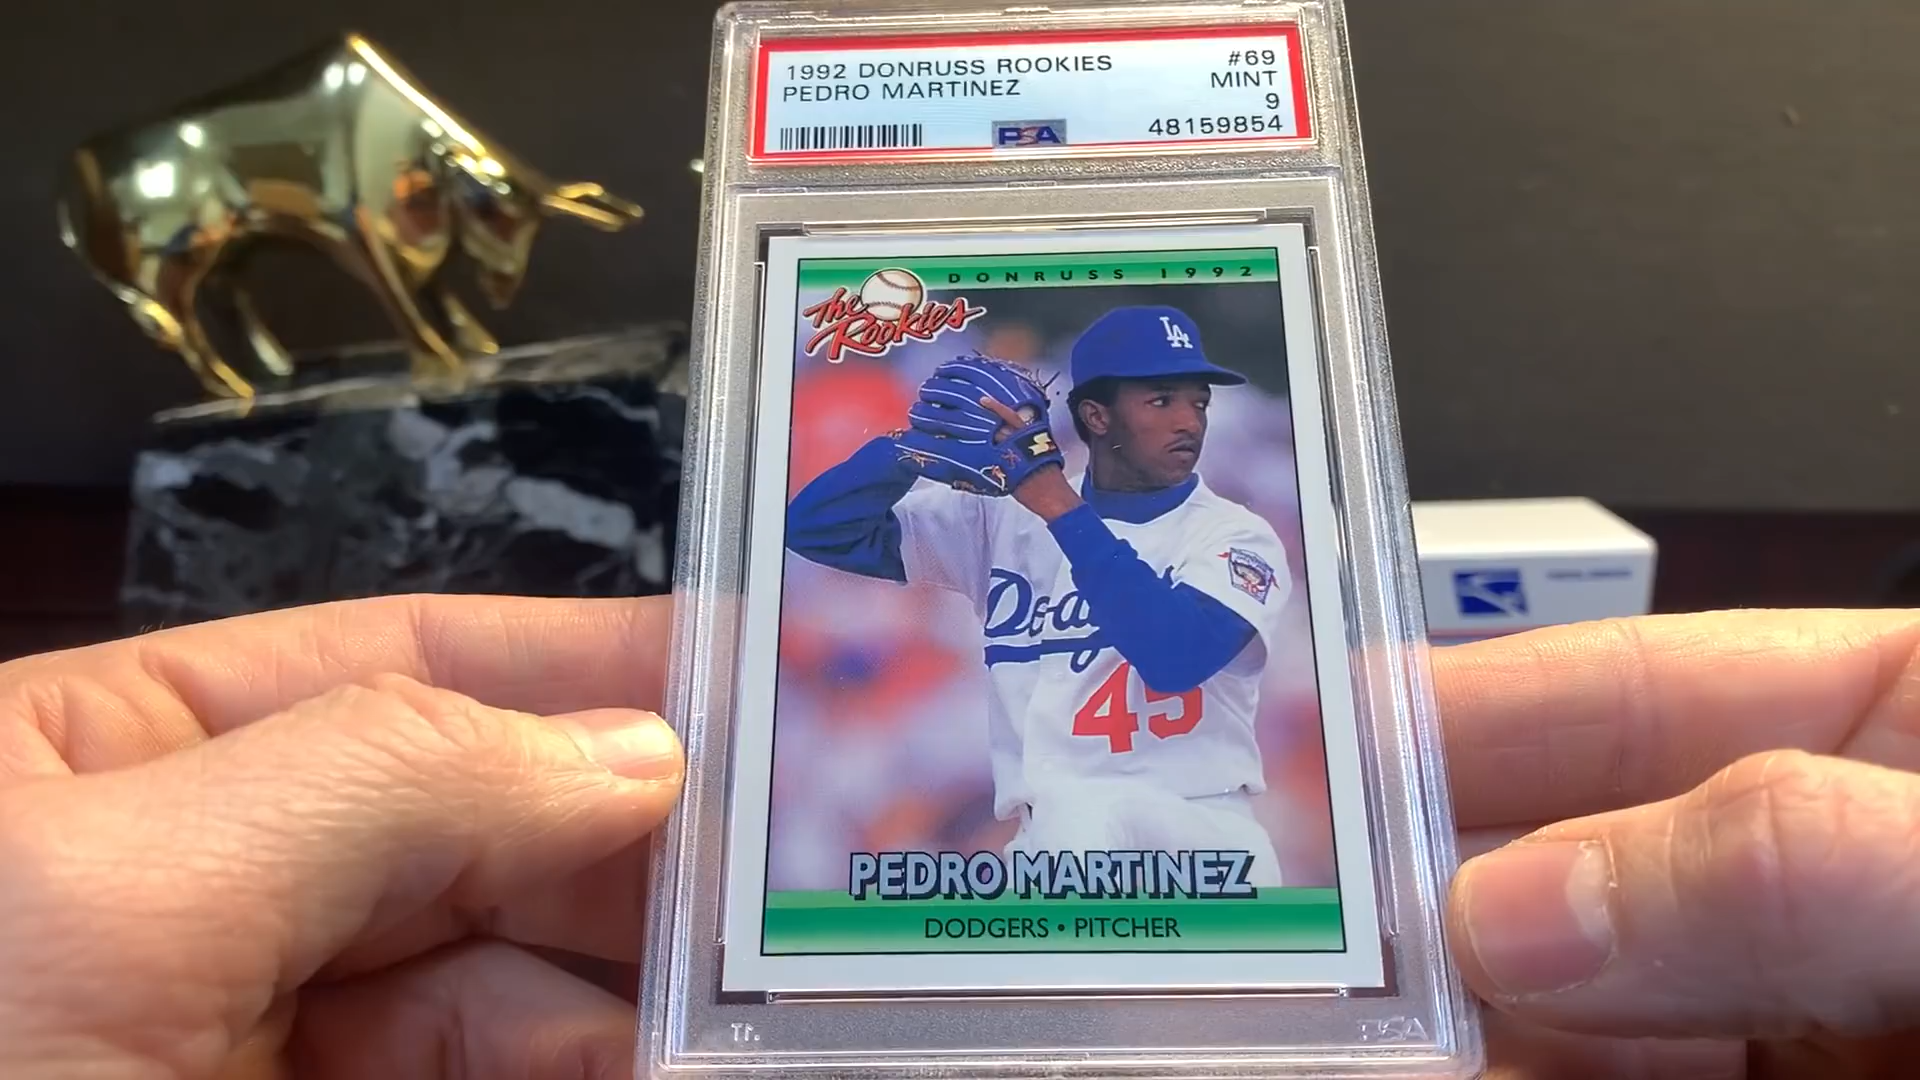 1992 DONRUSS ROOKIES #69
PEDRO MARTINEZ MINT
9
PSA 48159854
DONRUSS 1992
The
Rookies
LA
Dod
45
PEDRO MARTINEZ
DODGERS • PITCHER
PSA